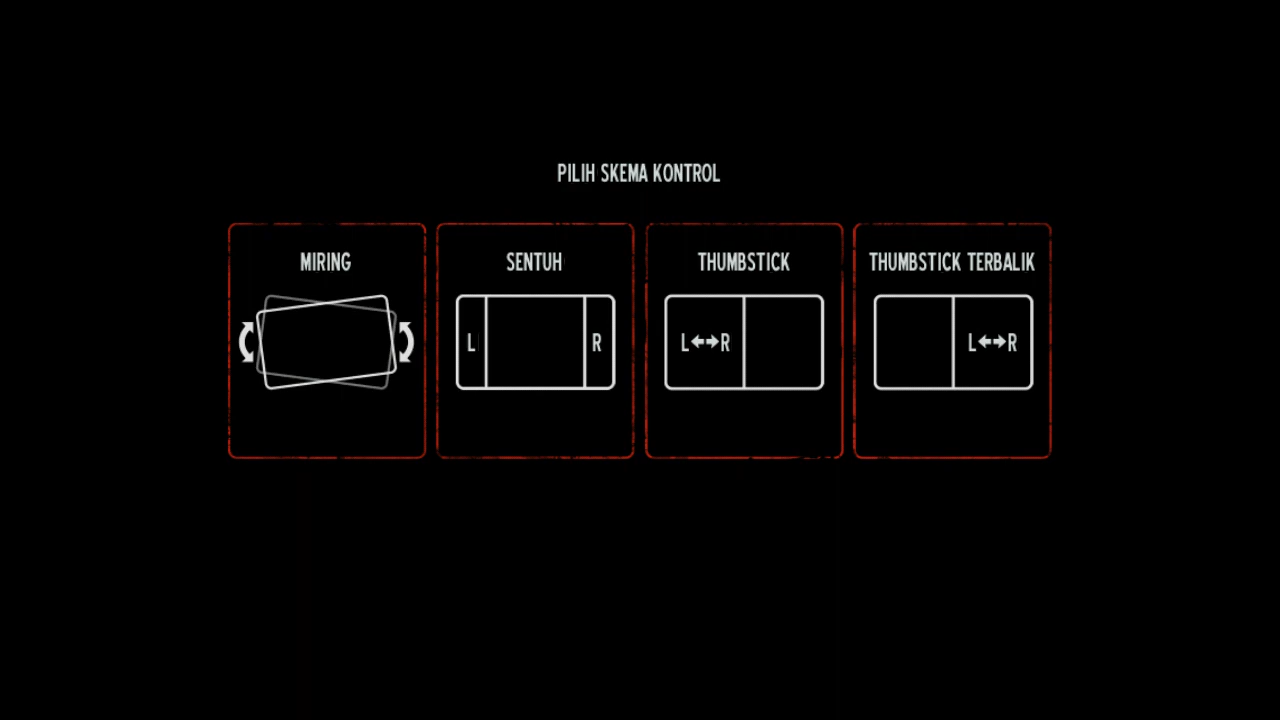 PILIH SKEMA KONTROL
MIRING
SENTUH
THUMBSTICK
THUMBSTICK TERBALIK
L
R
L R
L R